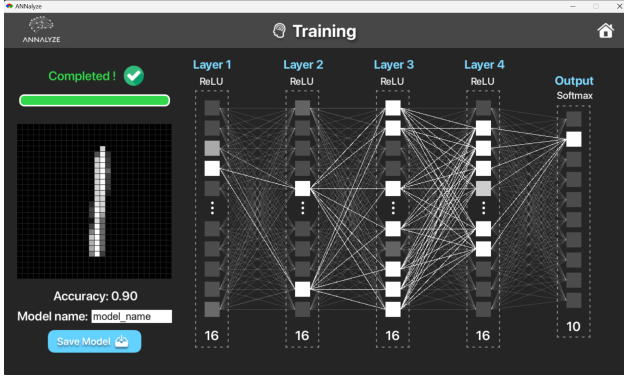 ANNalyze
ANNALYZE
Training
Completed !
Layer 1
ReLU
Layer 2
ReLU
Layer 3
ReLU
Layer 4
ReLU
Output
Softmax
16
16
16
16
10
Accuracy: 0.90
Model name: model_name
Save Model